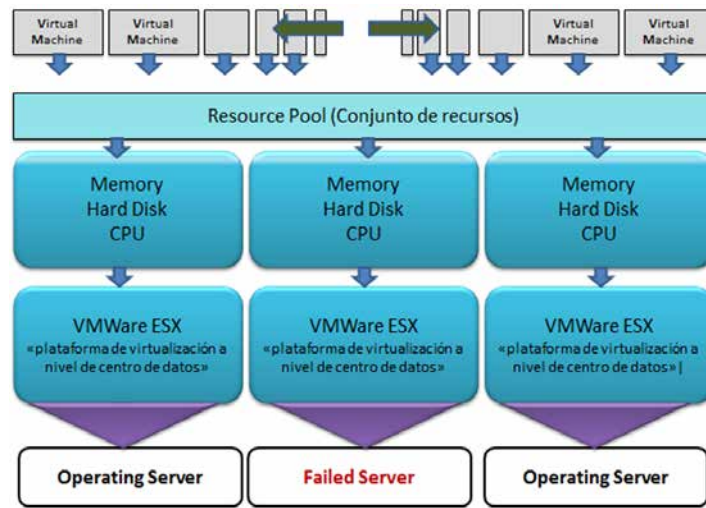 Virtual
Machine
Virtual
Machine
Virtual
Machine
Virtual
Machine
Resource Pool (Conjunto de recursos)
Memory
Hard Disk
CPU
Memory
Hard Disk
CPU
Memory
Hard Disk
CPU
VMWare ESX
«plataforma de virtualización a
nivel de centro de datos»
VMWare ESX
«plataforma de virtualización a
nivel de centro de datos»
VMWare ESX
«plataforma de virtualización a
nivel de centro de datos» |
Operating Server
Failed Server
Operating Server